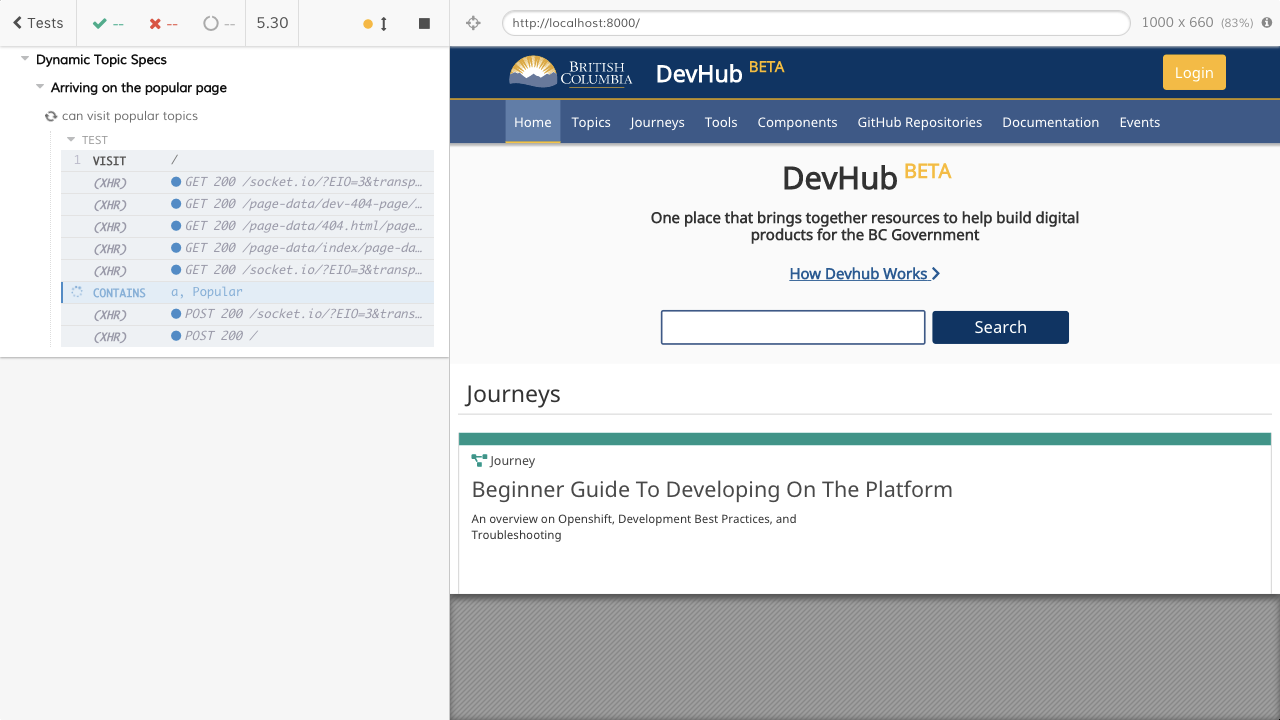 Tests
--
--
--
5.30
http://localhost:8000/
1000 x 660 (83%)
Dynamic Topic Specs
Arriving on the popular page
can visit popular topics
TEST
1 VISIT /
(XHR) GET 200 /socket.io/?EIO=3&transp…
(XHR) GET 200 /page-data/dev-404-page/…
(XHR) GET 200 /page-data/404.html/page…
(XHR) GET 200 /page-data/index/page-da…
(XHR) GET 200 /socket.io/?EIO=3&transp…
CONTAINS a, Popular
(XHR) POST 200 /socket.io/?EIO=3&trans…
(XHR) POST 200 /
BRITISH
COLUMBIA
DevHub BETA
Login
Home Topics Journeys Tools Components GitHub Repositories Documentation Events
DevHub BETA
One place that brings together resources to help build digital
products for the BC Government
How Devhub Works
Search
Journeys
Journey
Beginner Guide To Developing On The Platform
An overview on Openshift, Development Best Practices, and
Troubleshooting